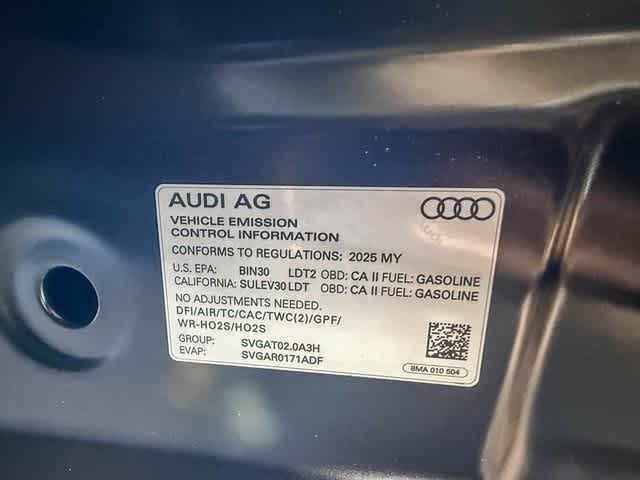 AUDI AG
VEHICLE EMISSION
CONTROL INFORMATION
CONFORMS TO REGULATIONS: 2025 MY
U.S. EPA: BIN30 LDT2 OBD: CA II FUEL: GASOLINE
CALIFORNIA: SULEV30 LDT OBD: CA II FUEL: GASOLINE
NO ADJUSTMENTS NEEDED.
DFI/AIR/TC/CAC/TWC(2)/GPF/
WR-HO2S/HO2S
GROUP: SVGAT02.0A3H
EVAP: SVGAR0171ADF
8MA 010 504